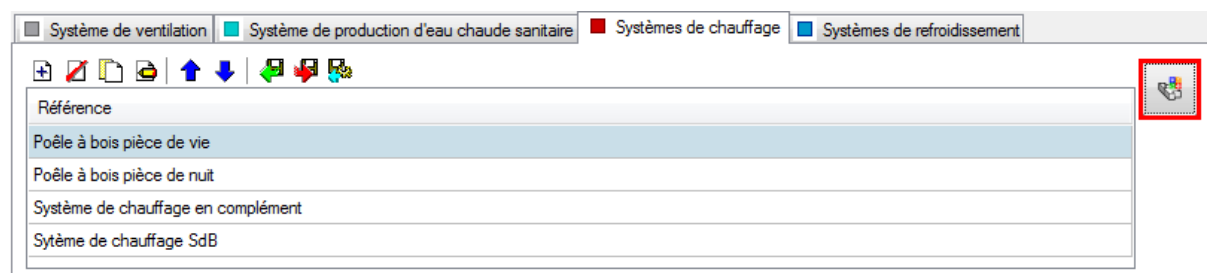 Système de ventilation Système de production d'eau chaude sanitaire Systèmes de chauffage Systèmes de refroidissement
Référence
Poêle à bois pièce de vie
Poêle à bois pièce de nuit
Système de chauffage en complément
Sytème de chauffage SdB